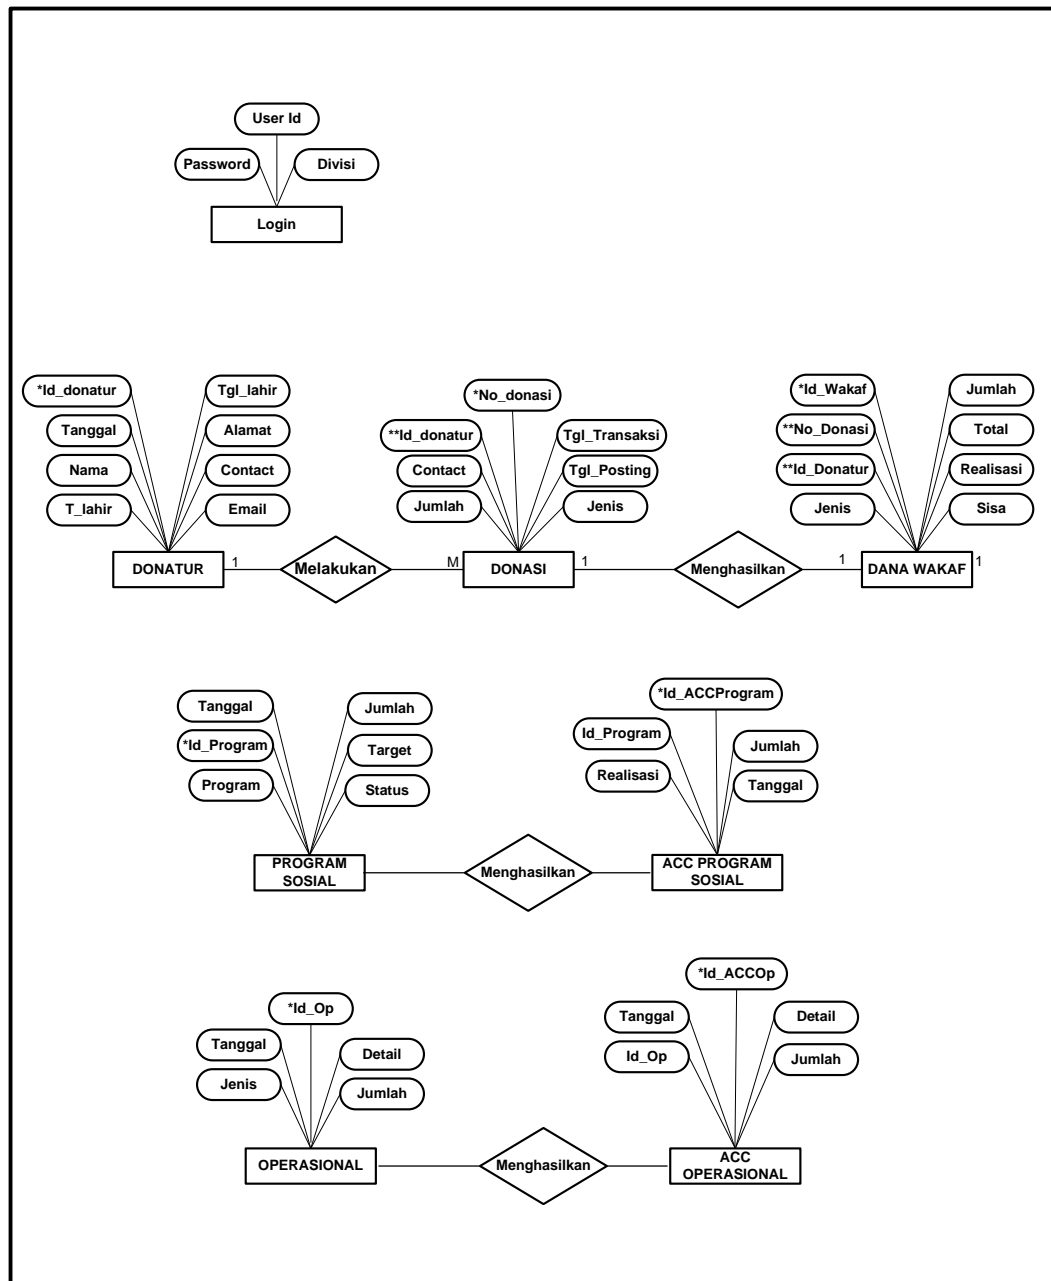 User Id
Password
Divisi
Login
*Id_donatur
Tgl_lahir
Tanggal
Alamat
Nama
Contact
T_lahir
Email
DONATUR
1
Melakukan
M
*No_donasi
**Id_donatur
Tgl_Transaksi
Contact
Tgl_Posting
Jumlah
Jenis
DONASI
1
Menghasilkan
1
*Id_Wakaf
Jumlah
**No_Donasi
Total
**Id_Donatur
Realisasi
Jenis
Sisa
DANA WAKAF
1
Tanggal
Jumlah
*Id_Program
Target
Program
Status
PROGRAM
SOSIAL
Menghasilkan
*Id_ACCProgram
Id_Program
Jumlah
Realisasi
Tanggal
ACC PROGRAM
SOSIAL
*Id_Op
Tanggal
Detail
Jenis
Jumlah
OPERASIONAL
Menghasilkan
*Id_ACCOp
Tanggal
Detail
Id_Op
Jumlah
ACC
OPERASIONAL